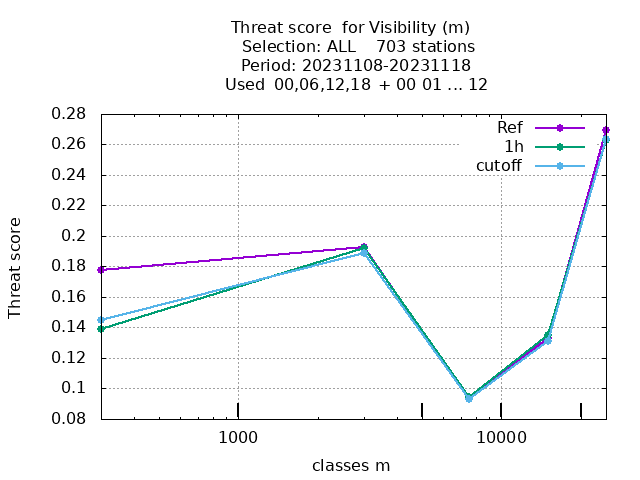 Threat score for Visibility (m)
Selection: ALL 703 stations
Period: 20231108-20231118
Used 00,06,12,18 + 00 01 ... 12
0.28
0.26
0.24
0.22
0.2
0.18
0.16
0.14
0.12
0.1
0.08
Threat score
Ref
1h
cutoff
1000
10000
classes m